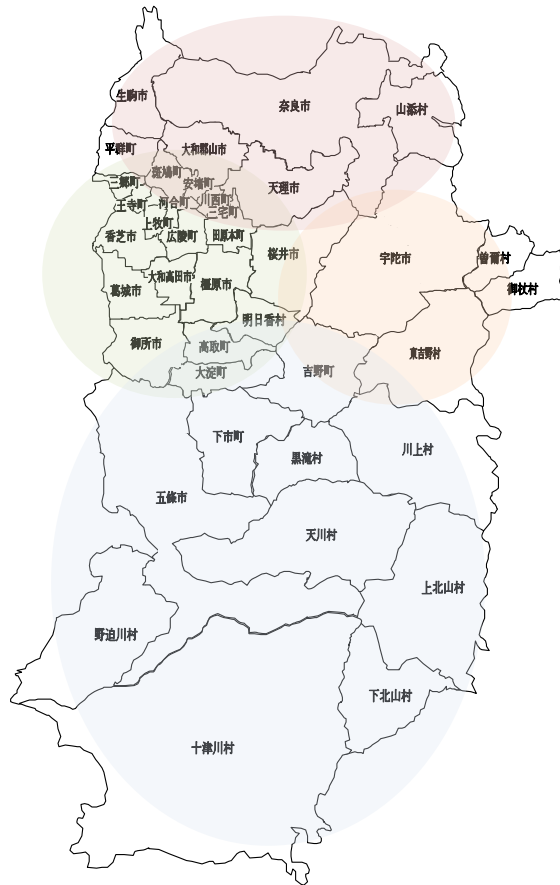 生駒市
奈良市
山添村
平群町
大和郡山市
斑鳩町
三郷町
安堵町
天理市
王寺町
河合町
川西町
三宅町
上牧町
香芝市
広陵町
田原本町
桜井市
宇陀市
曽爾村
御杖村
葛城市
大和高田市
橿原市
明日香村
御所市
高取町
東吉野村
大淀町
吉野町
下市町
黒滝村
川上村
五條市
天川村
上北山村
野迫川村
下北山村
十津川村